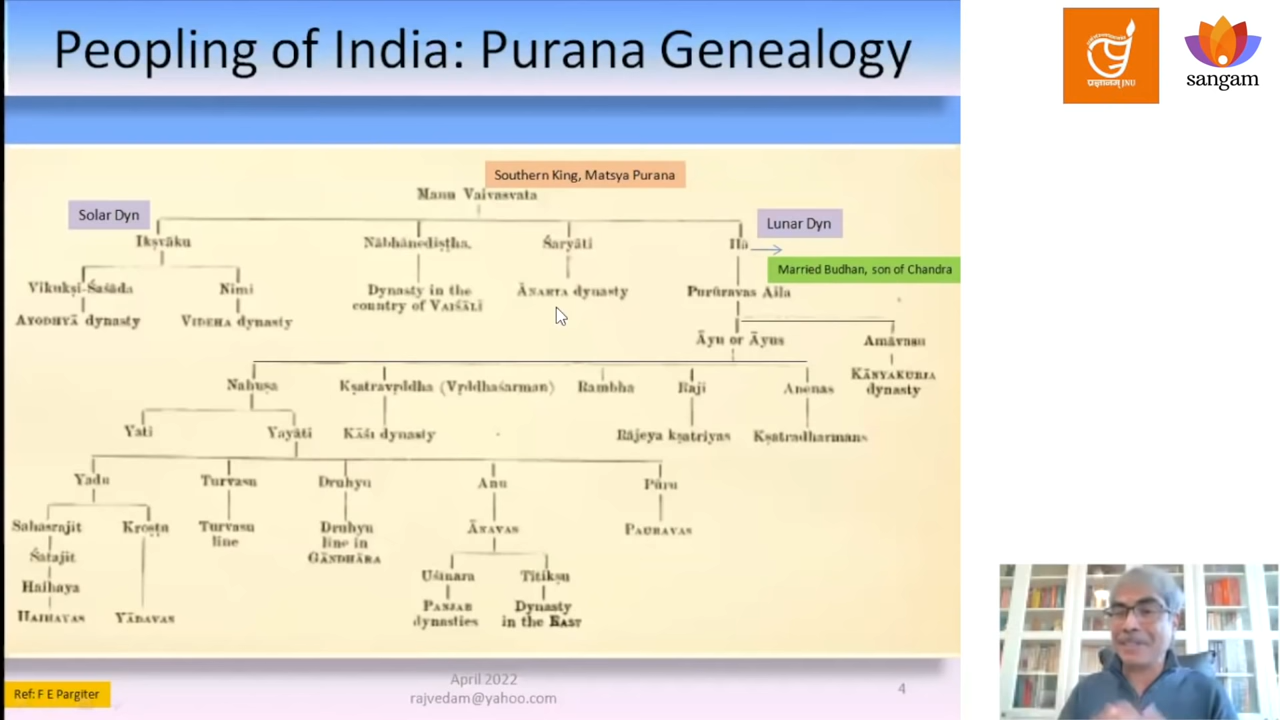 Peopling of India: Purana Genealogy
sangam
Southern King, Matsya Purana
Manu Vaivasvata
Solar Dyn
Lunar Dyn
Ikṣvāku
Nābhānediṣṭha.
Śaryāti
Ilā
Married Budhan, son of Chandra
Vikukṣi-Śaśāda
Nimi
Dynasty in the
country of VAIŚĀLĪ
ĀNARTA dynasty
Purūravas Aila
AYODHYĀ dynasty
VIDEHA dynasty
Āyu or Āyus
Amāvasu
KĀNYAKUBJA
dynasty
Nahuṣa
Kṣatravṛddha (Vṛddhaśarman)
Rambha
Raji
Anenas
Yati
Yayāti
KĀŚI dynasty
Rājeya kṣatriyas
Kṣatradharmans
Yadu
Turvasu
Druhyu
Anu
Pūru
Sahasrajit
Kroṣṭu
Turvasu
line
Druhyu
line in
GĀNDHĀRA
ĀNAVAS
PAURAVAS
Śatajit
Haihaya
HAIHAYAS
YĀDAVAS
Uśīnara
Titikṣu
PANJAB
dynasties
Dynasty
in the EAST
Ref: F E Pargiter
April 2022
rajvedam@yahoo.com
4